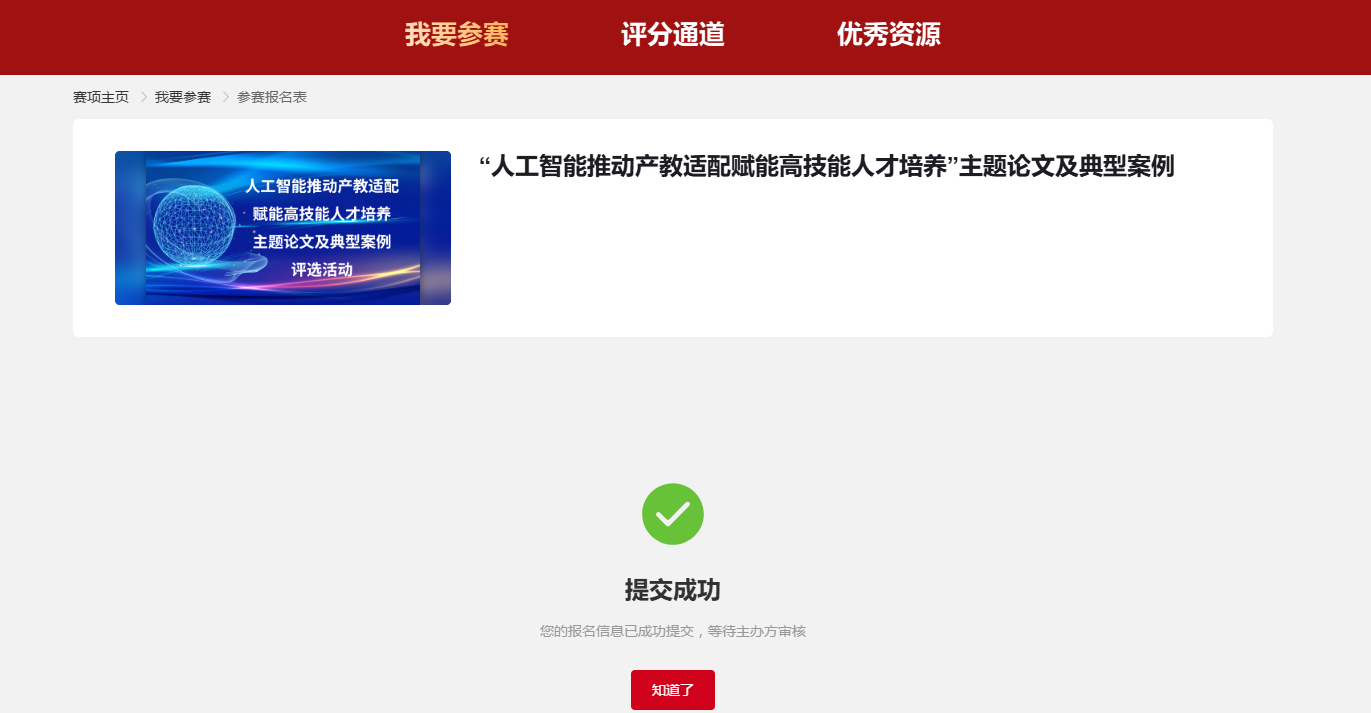 我要参赛 评分通道 优秀资源
赛项主页 > 我要参赛 > 参赛报名表
人工智能推动产教适配
赋能高技能人才培养
主题论文及典型案例
评选活动
“人工智能推动产教适配赋能高技能人才培养”主题论文及典型案例
提交成功
您的报名信息已成功提交，等待主办方审核
知道了